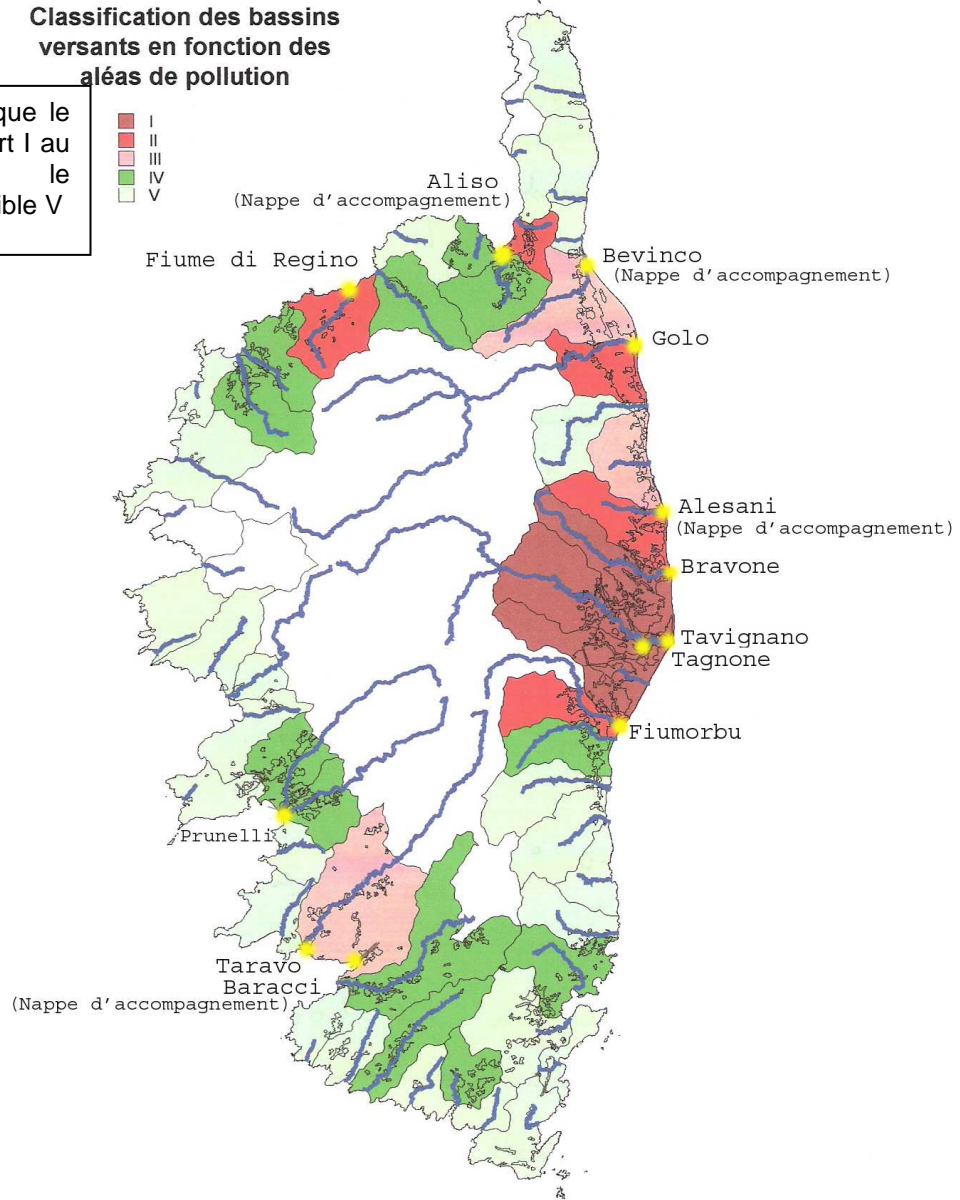 Classification des bassins
versants en fonction des
aléas de pollution
que le
rt I au
le
ible V
I
II
III
IV
V
Aliso
(Nappe d'accompagnement)
Fiume di Regino
Bevinco
(Nappe d'accompagnement)
Golo
Alesani
(Nappe d'accompagnement)
Bravone
Tavignano
Tagnone
Fiumorbu
Prunelli
Taravo
Baracci
(Nappe d'accompagnement)